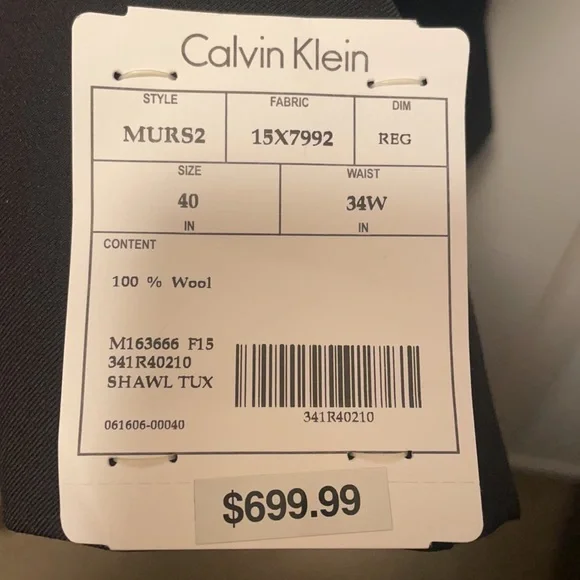 Calvin Klein
STYLE FABRIC DIM
MURS2 15X7992 REG
SIZE WAIST
40 34W
IN IN
CONTENT
100 % Wool
M163666 F15
341R40210
SHAWL TUX
341R40210
061606-00040
$699.99